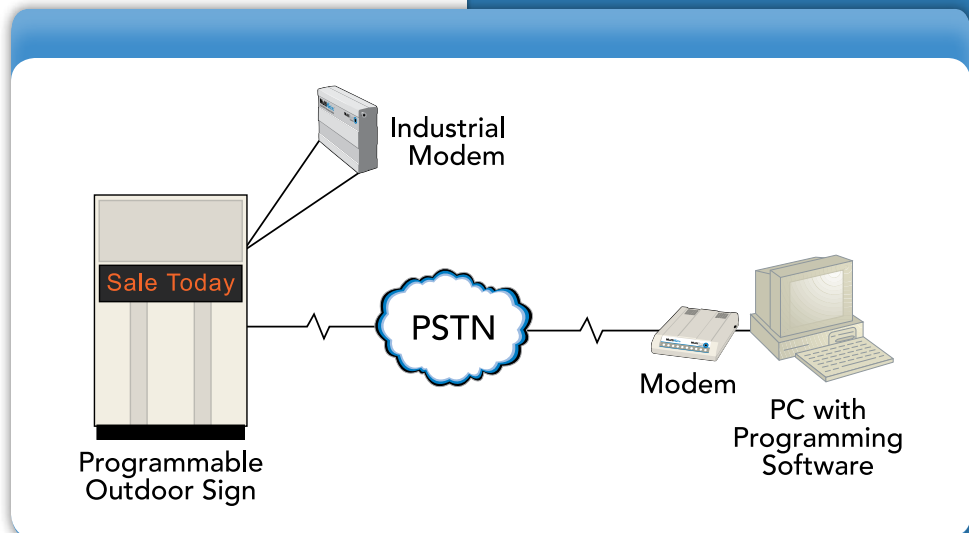 Industrial
Modem
Sale Today
PSTN
Modem
PC with
Programming
Software
Programmable
Outdoor Sign